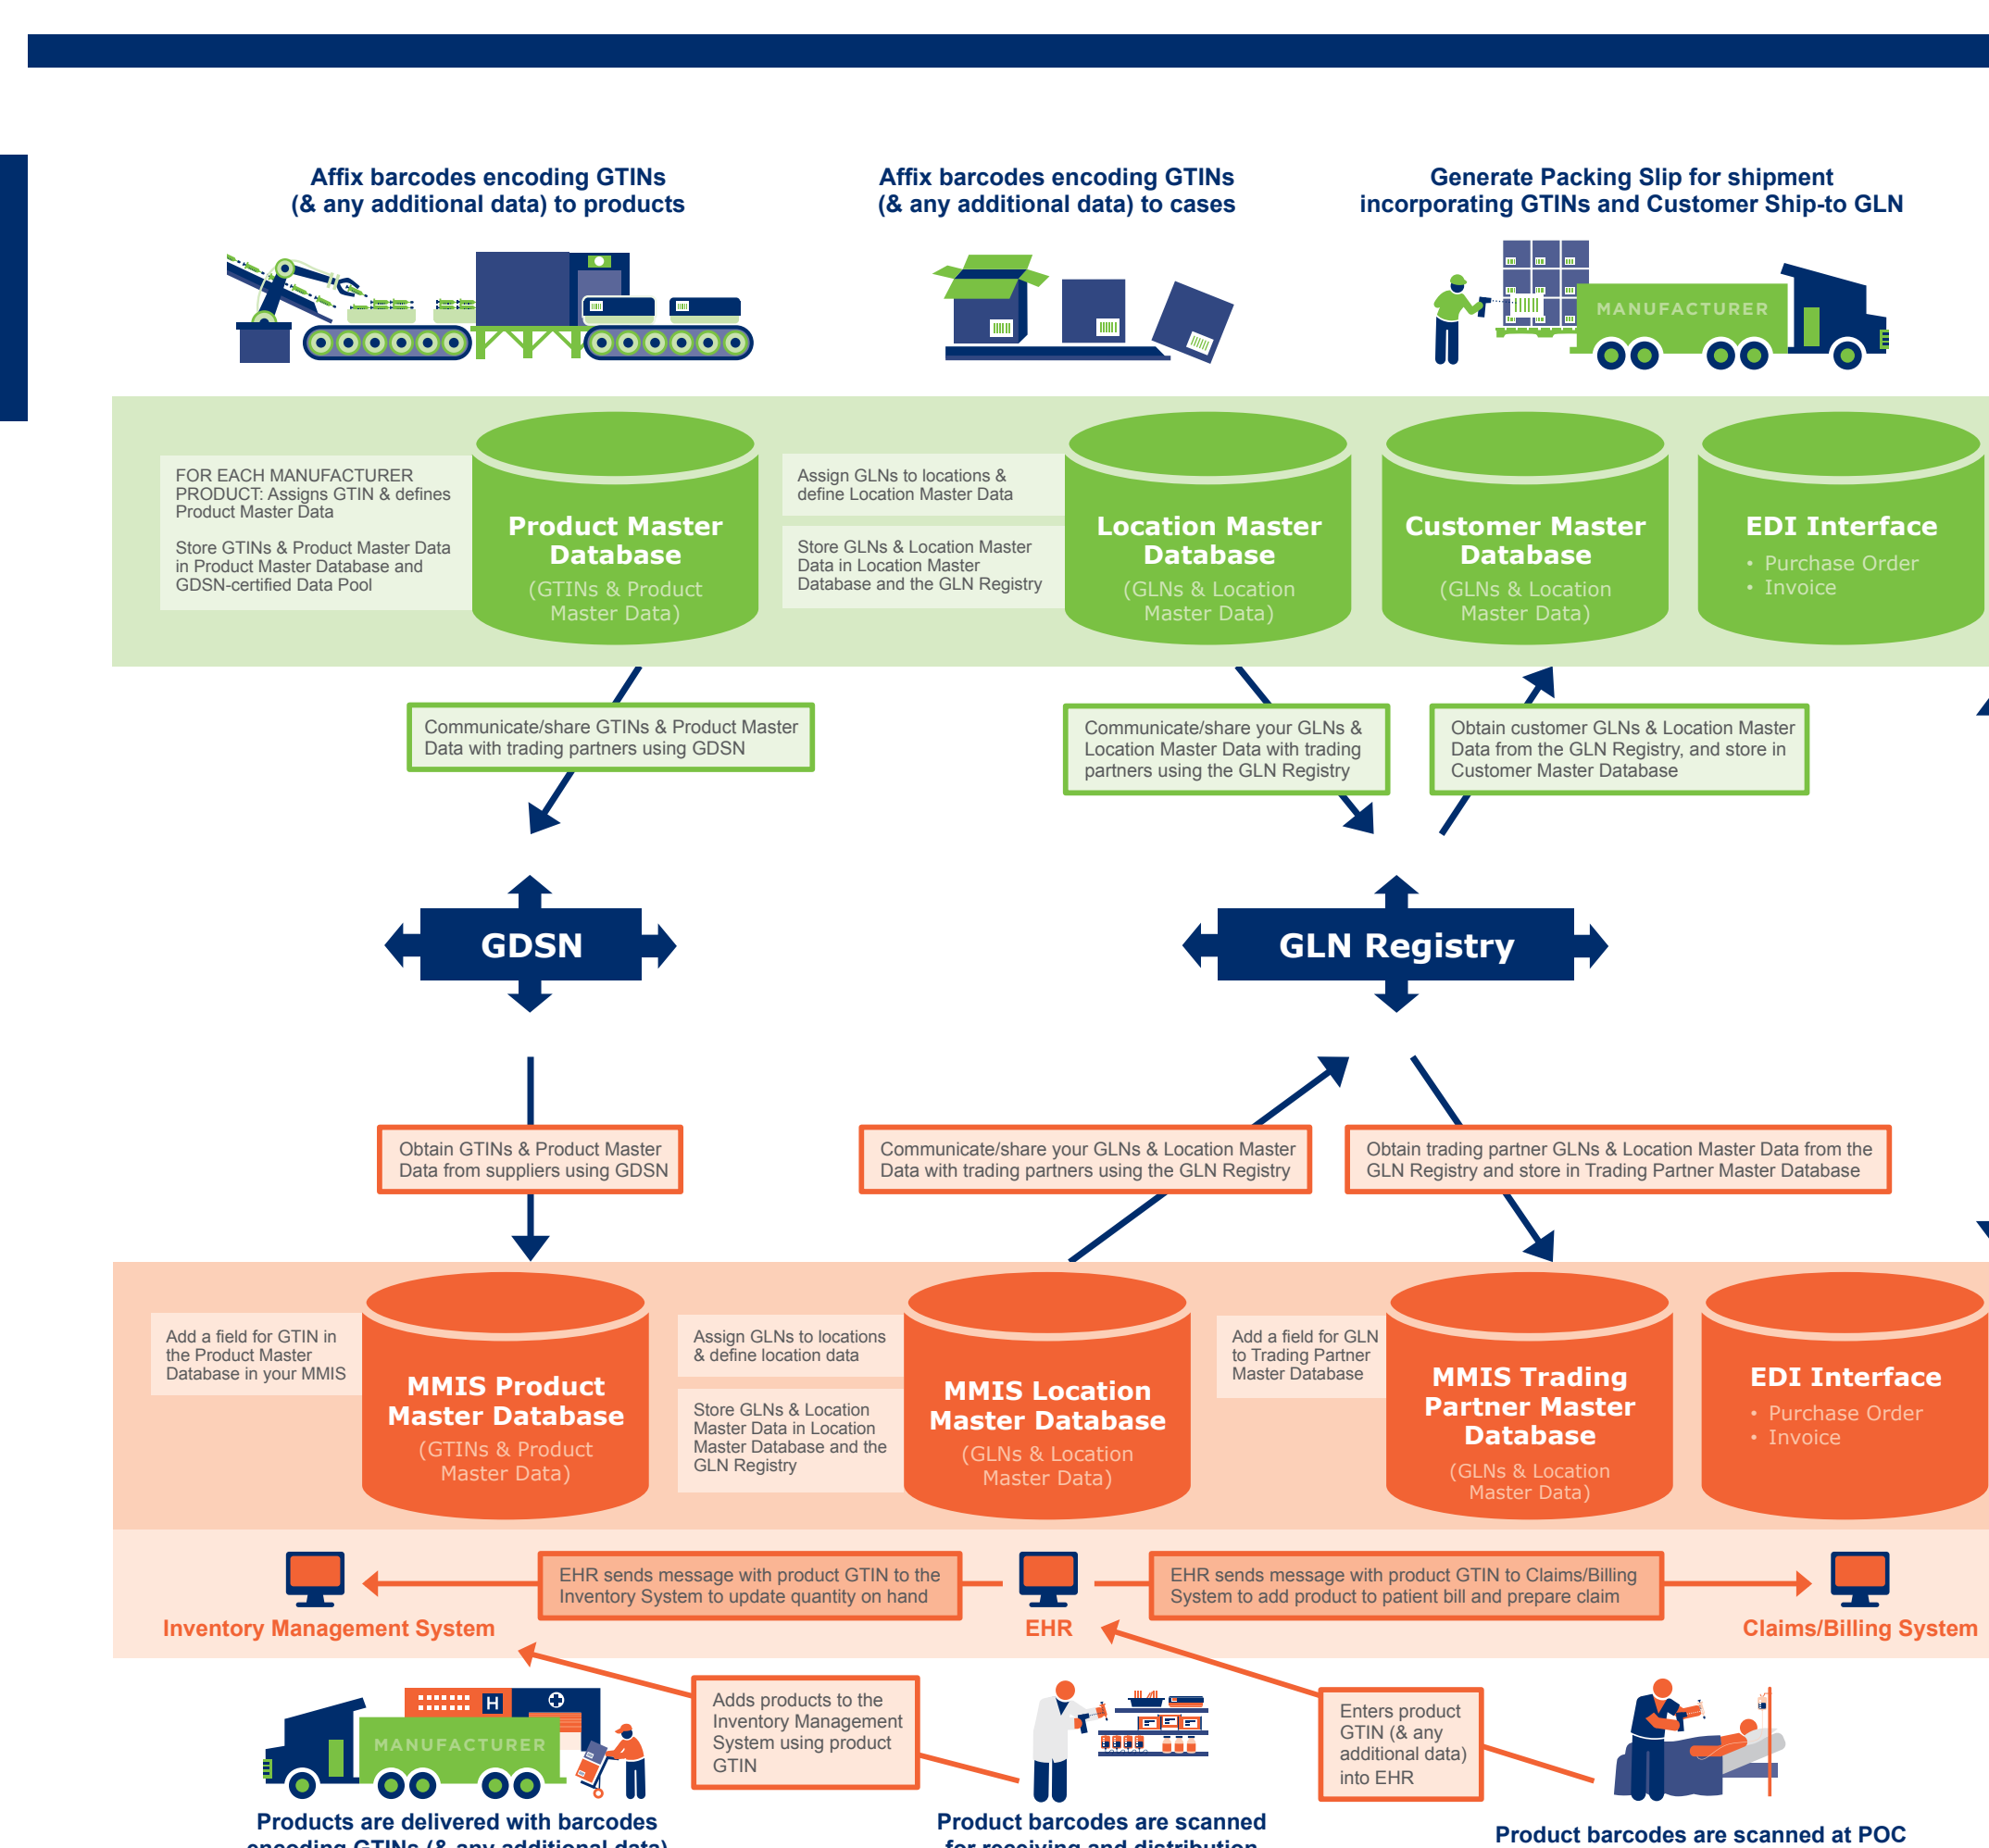 Affix barcodes encoding GTINs
(& any additional data) to products
Affix barcodes encoding GTINs
(& any additional data) to cases
Generate Packing Slip for shipment
incorporating GTINs and Customer Ship-to GLN
MANUFACTURER
FOR EACH MANUFACTURER
PRODUCT: Assigns GTIN & defines
Product Master Data
Store GTINs & Product Master Data
in Product Master Database and
GDSN-certified Data Pool
Product Master
Database
(GTINs & Product
Master Data)
Assign GLNs to locations &
define Location Master Data
Store GLNs & Location Master
Data in Location Master
Database and the GLN Registry
Location Master
Database
(GLNs & Location
Master Data)
Customer Master
Database
(GLNs & Location
Master Data)
EDI Interface
• Purchase Order
• Invoice
Communicate/share GTINs & Product Master
Data with trading partners using GDSN
Communicate/share your GLNs &
Location Master Data with trading
partners using the GLN Registry
Obtain customer GLNs & Location Master
Data from the GLN Registry, and store in
Customer Master Database
GDSN
GLN Registry
Obtain GTINs & Product Master
Data from suppliers using GDSN
Communicate/share your GLNs & Location Master
Data with trading partners using the GLN Registry
Obtain trading partner GLNs & Location Master Data from the
GLN Registry and store in Trading Partner Master Database
Add a field for GTIN in
the Product Master
Database in your MMIS
MMIS Product
Master Database
(GTINs & Product
Master Data)
Assign GLNs to locations
& define location data
Store GLNs & Location
Master Data in Location
Master Database and the
GLN Registry
MMIS Location
Master Database
(GLNs & Location
Master Data)
Add a field for GLN
to Trading Partner
Master Database
MMIS Trading
Partner Master
Database
(GLNs & Location
Master Data)
EDI Interface
• Purchase Order
• Invoice
EHR sends message with product GTIN to the
Inventory System to update quantity on hand
EHR sends message with product GTIN to Claims/Billing
System to add product to patient bill and prepare claim
Inventory Management System
EHR
Claims/Billing System
H
MANUFACTURER
Adds products to the
Inventory Management
System using product
GTIN
Enters product
GTIN (& any
additional data)
into EHR
Products are delivered with barcodes
encoding GTINs (& any additional data)
Product barcodes are scanned
for receiving and distribution
Product barcodes are scanned at POC